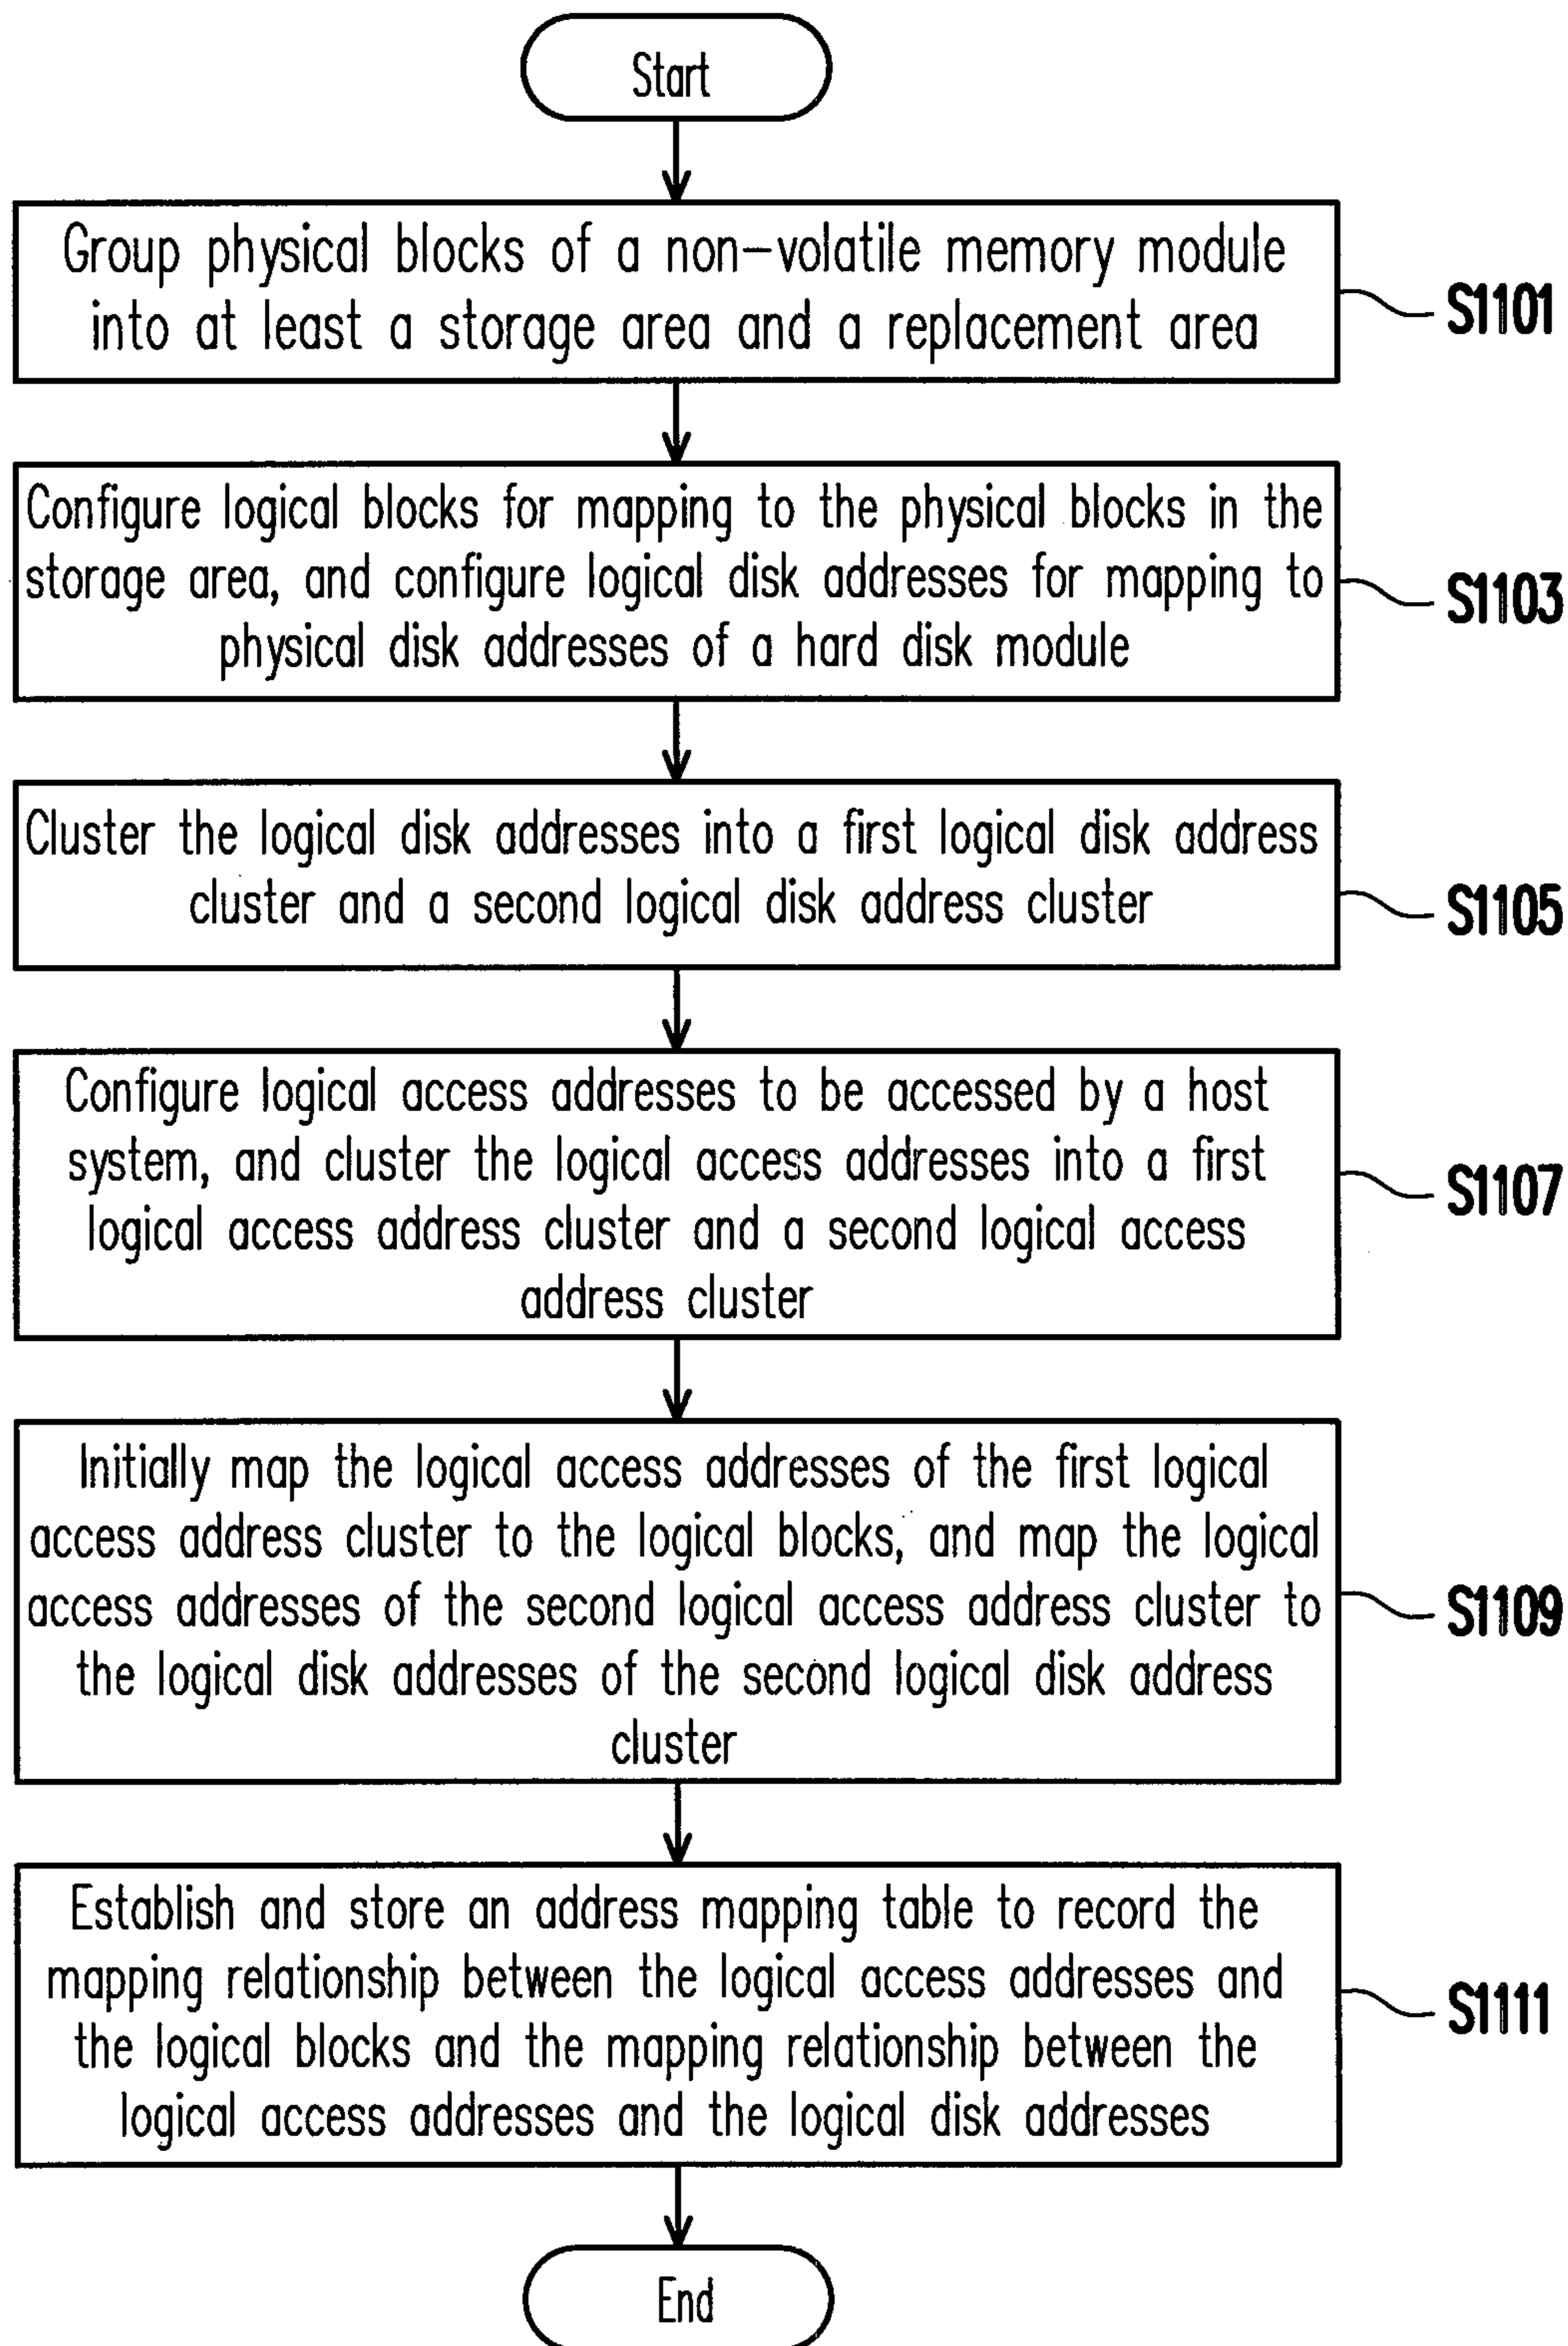 Start
Group physical blocks of a non-volatile memory module
into at least a storage area and a replacement area
S1101
Configure logical blocks for mapping to the physical blocks in the
storage area, and configure logical disk addresses for mapping to
physical disk addresses of a hard disk module
S1103
Cluster the logical disk addresses into a first logical disk address
cluster and a second logical disk address cluster
S1105
Configure logical access addresses to be accessed by a host
system, and cluster the logical access addresses into a first
logical access address cluster and a second logical access
address cluster
S1107
Initially map the logical access addresses of the first logical
access address cluster to the logical blocks, and map the logical
access addresses of the second logical access address cluster to
the logical disk addresses of the second logical disk address
cluster
S1109
Establish and store an address mapping table to record the
mapping relationship between the logical access addresses and
the logical blocks and the mapping relationship between the
logical access addresses and the logical disk addresses
S1111
End